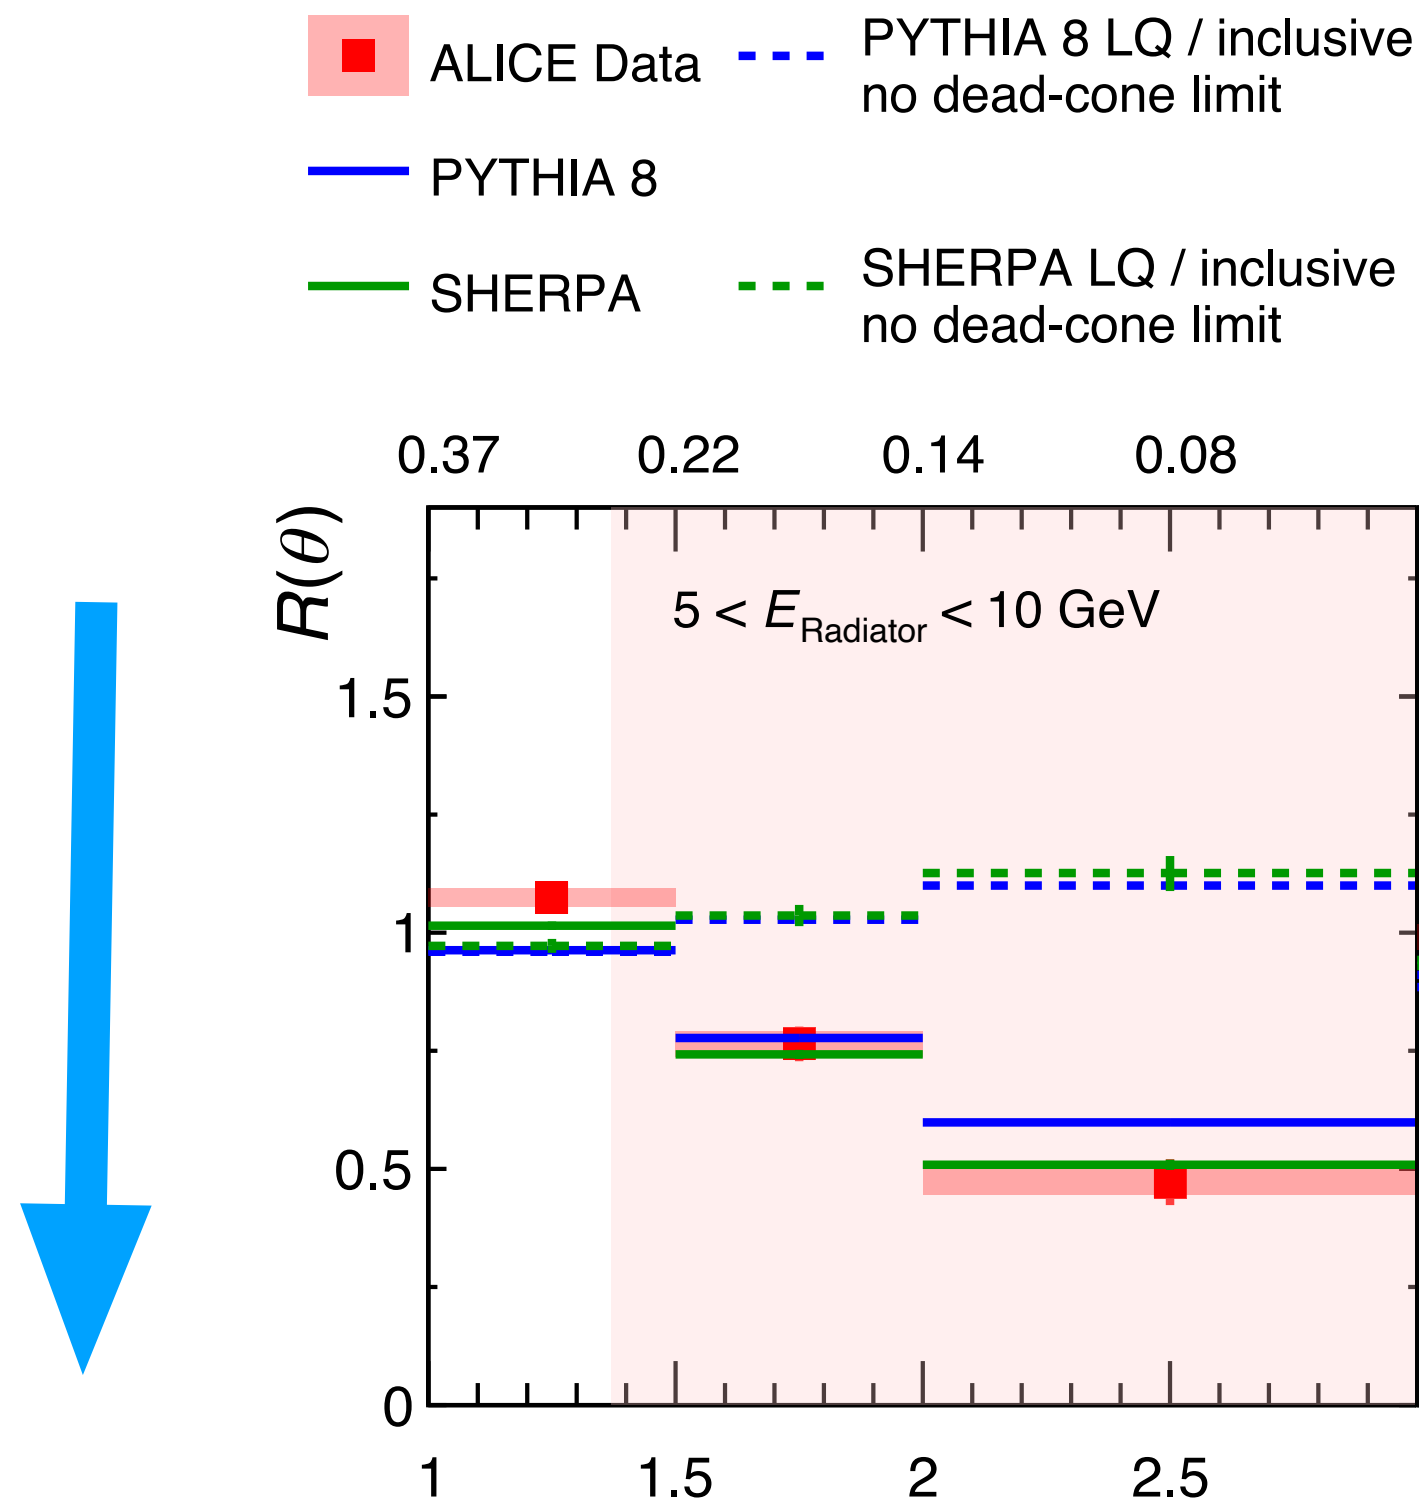 ALICE Data
PYTHIA 8 LQ / inclusive
no dead-cone limit
PYTHIA 8
SHERPA
SHERPA LQ / inclusive
no dead-cone limit
0.37 0.22 0.14 0.08
R(θ)
5 < E_Radiator < 10 GeV
1.5
1
0.5
0
1 1.5 2 2.5